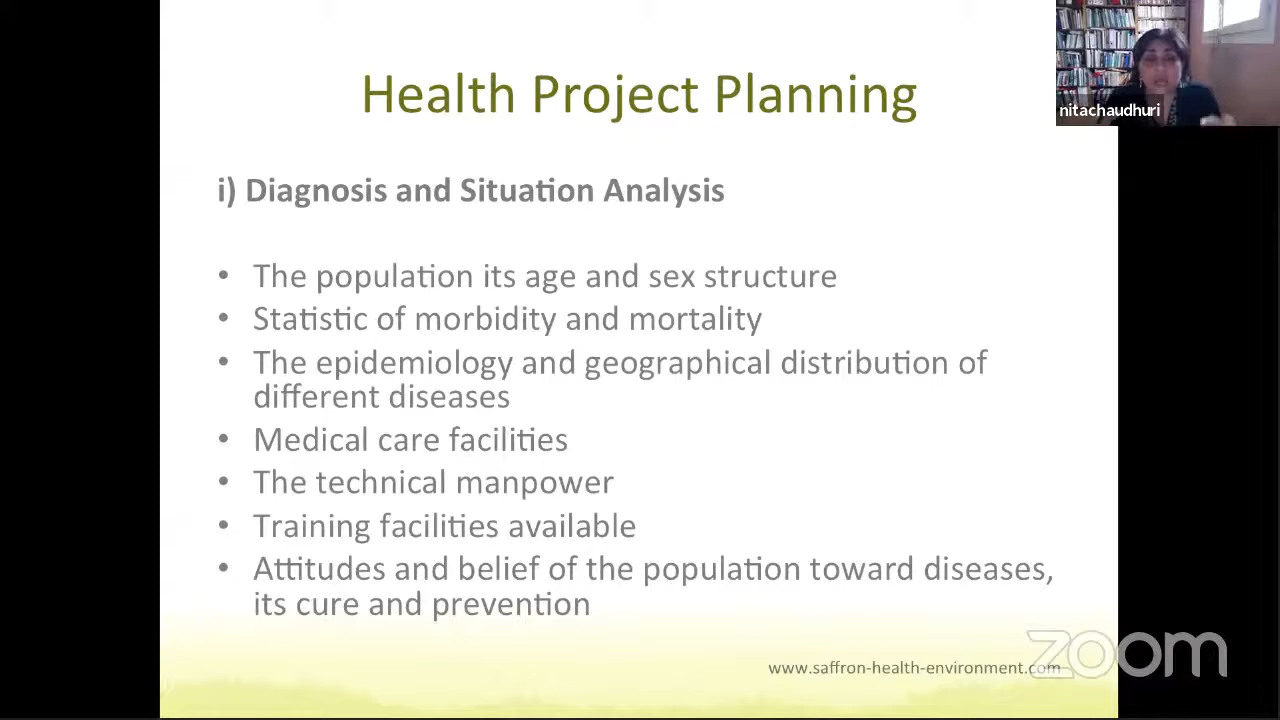 Health Project Planning
nitachaudhuri
i) Diagnosis and Situation Analysis
• The population its age and sex structure
• Statistic of morbidity and mortality
• The epidemiology and geographical distribution of
different diseases
• Medical care facilities
• The technical manpower
• Training facilities available
• Attitudes and belief of the population toward diseases,
its cure and prevention
www.saffron-health-environment.com
zoom